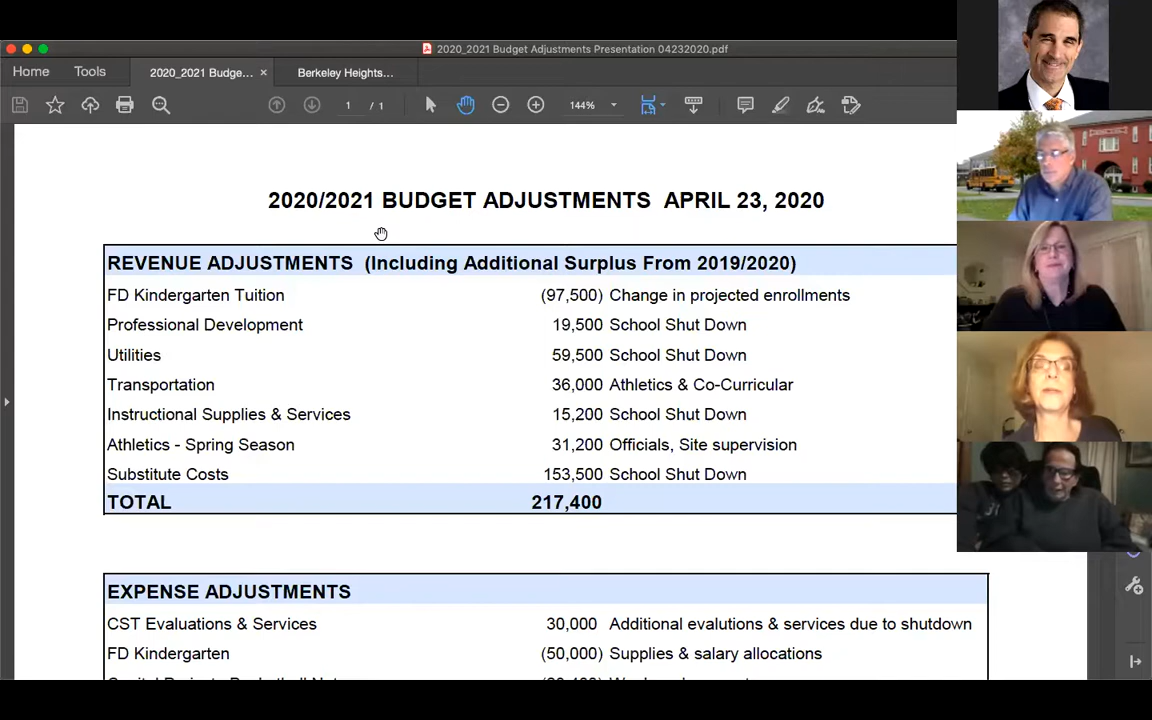 2020_2021 Budget Adjustments Presentation 04232020.pdf
Home Tools 2020_2021 Budge... × Berkeley Heights...
1 / 1 144%
2020/2021 BUDGET ADJUSTMENTS APRIL 23, 2020
REVENUE ADJUSTMENTS (Including Additional Surplus From 2019/2020)
FD Kindergarten Tuition (97,500) Change in projected enrollments
Professional Development 19,500 School Shut Down
Utilities 59,500 School Shut Down
Transportation 36,000 Athletics & Co-Curricular
Instructional Supplies & Services 15,200 School Shut Down
Athletics - Spring Season 31,200 Officials, Site supervision
Substitute Costs 153,500 School Shut Down
TOTAL 217,400
EXPENSE ADJUSTMENTS
CST Evaluations & Services 30,000 Additional evalutions & services due to shutdown
FD Kindergarten (50,000) Supplies & salary allocations